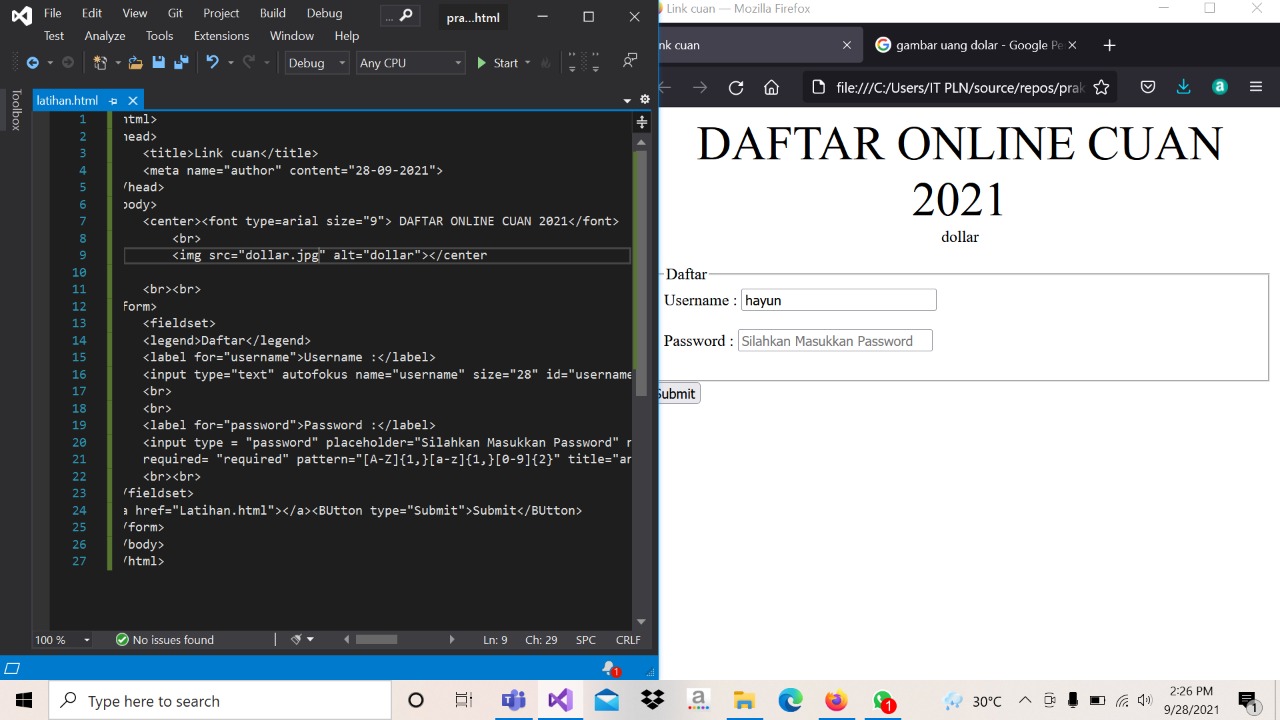 File Edit View Git Project Build Debug ... pra...html
Test Analyze Tools Extensions Window Help
Debug Any CPU Start
Toolbox
latihan.html
1 html>
2 head>
3 <title>Link cuan</title>
4 <meta name="author" content="28-09-2021">
5 /head>
6 body>
7 <center><font type=arial size="9"> DAFTAR ONLINE CUAN 2021</font>
8 <br>
9 <img src="dollar.jpg" alt="dollar"></center
10
11 <br><br>
12 form>
13 <fieldset>
14 <legend>Daftar</legend>
15 <label for="username">Username :</label>
16 <input type="text" autofokus name="username" size="28" id="username
17 <br>
18 <br>
19 <label for="password">Password :</label>
20 <input type = "password" placeholder="Silahkan Masukkan Password" r
21 required= "required" pattern="[A-Z]{1,}[a-z]{1,}[0-9]{2}" title="ar
22 <br><br>
23 /fieldset>
24 a href="Latihan.html"></a><BUtton type="Submit">Submit</BUtton>
25 /form>
26 /body>
27 /html>
100 % No issues found Ln: 9 Ch: 29 SPC CRLF
1
Link cuan — Mozilla Firefox
nk cuan gambar uang dolar - Google Pe
file:///C:/Users/IT PLN/source/repos/prak a
DAFTAR ONLINE CUAN
2021
dollar
Daftar
Username : hayun
Password : Silahkan Masukkan Password
Submit
Type here to search a 1 30°C 2:26 PM
9/28/2021 1